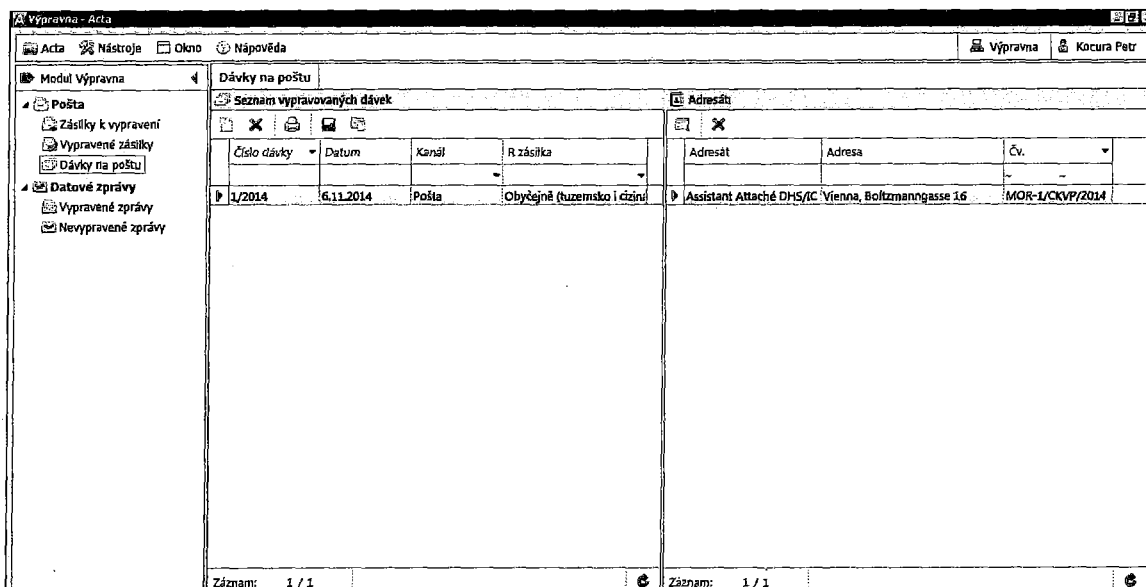 Výpravna - Acta
Acta Nástroje Okno Nápověda Výpravna Kocura Petr
Modul Výpravna
Pošta
Zásilky k vypravení
Vypravené zásilky
Dávky na poštu
Datové zprávy
Vypravené zprávy
Nevypravené zprávy
Dávky na poštu
Seznam vypravovaných dávek
Číslo dávky Datum Kanál R zásilka
1/2014 6.11.2014 Pošta Obyčejně (tuzemsko i cizina
Záznam: 1 / 1
Adresáti
Adresát Adresa Čv.
~ ~
Assistant Attaché DHS/IC Vienna, Boltzmanngasse 16 MOR-1/CKVP/2014
Záznam: 1 / 1